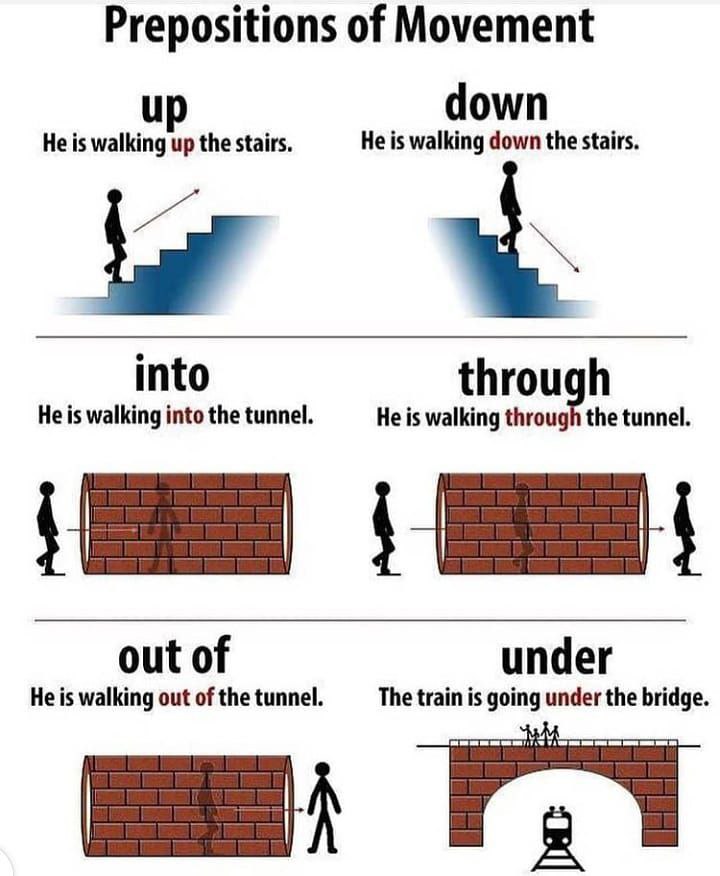 Prepositions of Movement
up
He is walking up the stairs.
down
He is walking down the stairs.
into
He is walking into the tunnel.
through
He is walking through the tunnel.
out of
He is walking out of the tunnel.
under
The train is going under the bridge.